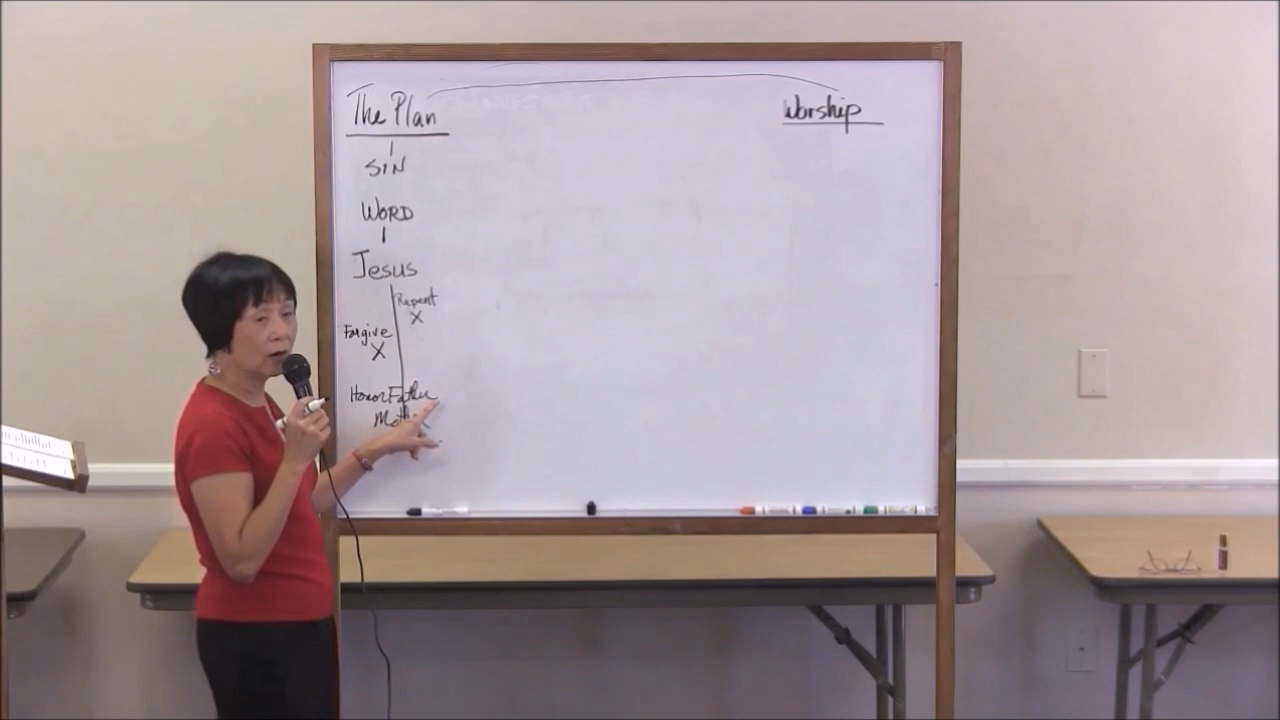 The Plan
Worship
SIN
WORD
Jesus
Repent
X
Forgive
X
Honor Father
Mother